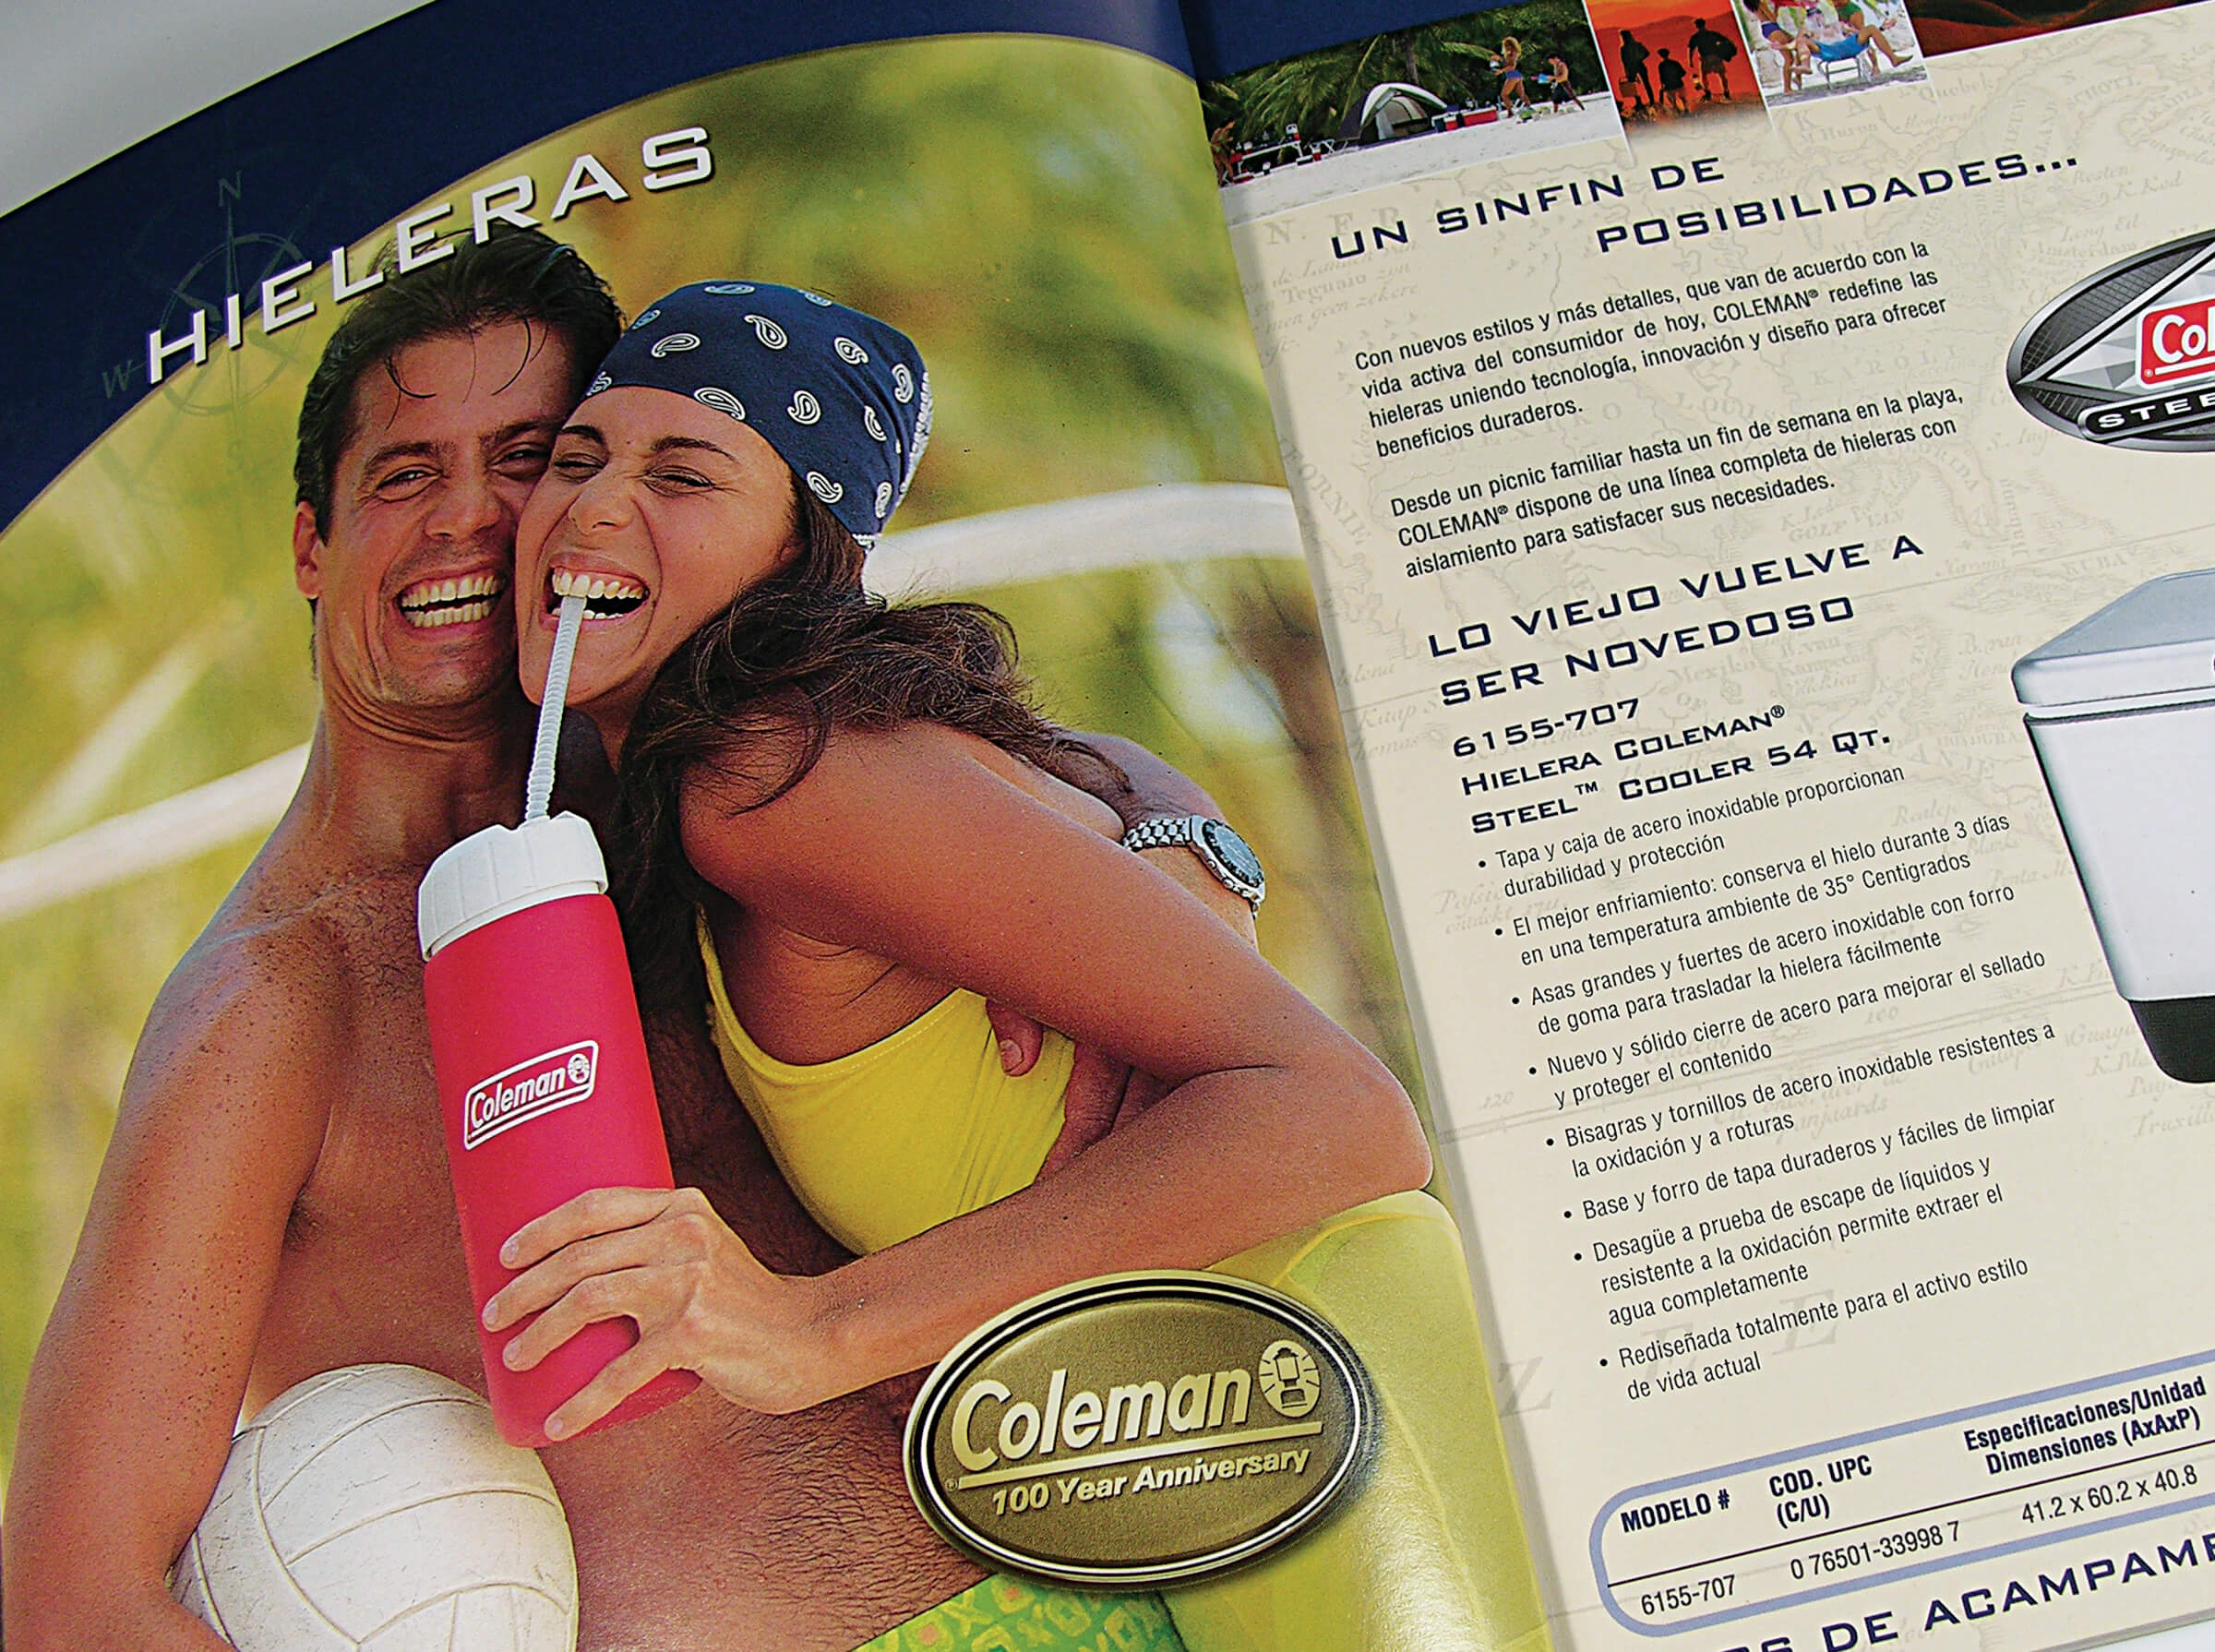 HIELERAS
N
W
Coleman
Coleman
100 Year Anniversary
UN SINFIN DE
POSIBILIDADES...
Con nuevos estilos y más detalles, que van de acuerdo con la
vida activa del consumidor de hoy, COLEMAN® redefine las
hieleras uniendo tecnología, innovación y diseño para ofrecer
beneficios duraderos.
Desde un picnic familiar hasta un fin de semana en la playa,
COLEMAN® dispone de una línea completa de hieleras con
aislamiento para satisfacer sus necesidades.
LO VIEJO VUELVE A
SER NOVEDOSO
6155-707
HIELERA COLEMAN®
STEEL™ COOLER 54 QT.
• Tapa y caja de acero inoxidable proporcionan
durabilidad y protección
• El mejor enfriamiento: conserva el hielo durante 3 días
en una temperatura ambiente de 35° Centigrados
• Asas grandes y fuertes de acero inoxidable con forro
de goma para trasladar la hielera fácilmente
• Nuevo y sólido cierre de acero para mejorar el sellado
y proteger el contenido
• Bisagras y tornillos de acero inoxidable resistentes a
la oxidación y a roturas
• Base y forro de tapa duraderos y fáciles de limpiar
• Desagüe a prueba de escape de líquidos y
resistente a la oxidación permite extraer el
agua completamente
• Rediseñada totalmente para el activo estilo
de vida actual
MODELO # COD. UPC (C/U) Especificaciones/Unidad Dimensiones (AxAxP)
6155-707 0 76501-33998 7 41.2 x 60.2 x 40.8
DE ACAMPAME